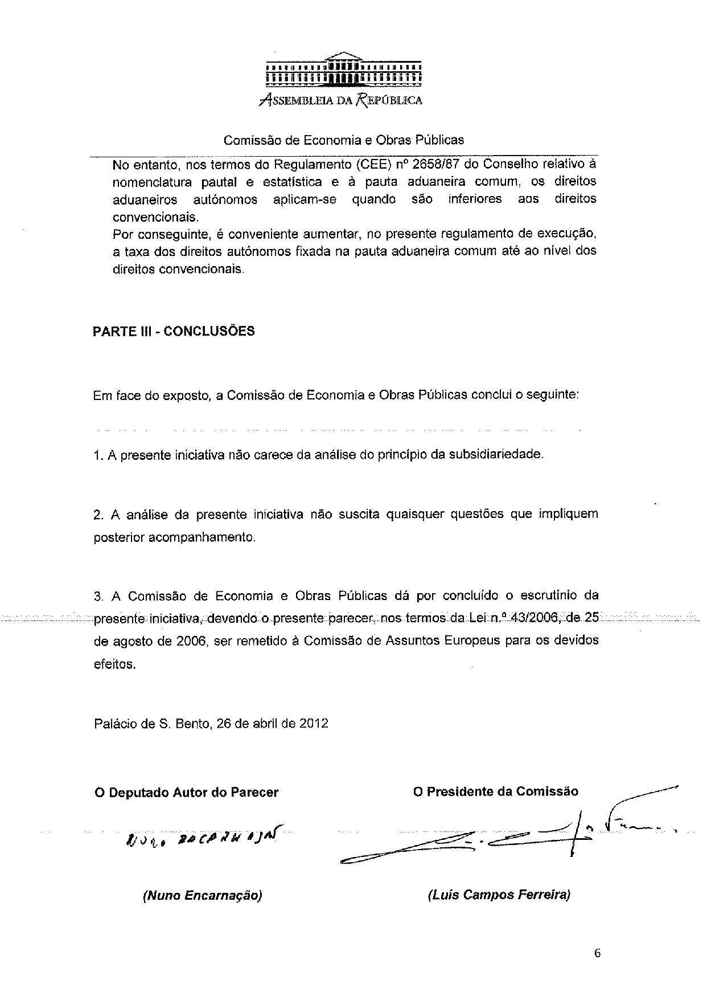 ASSEMBLEIA DA REPÚBLICA
Comissão de Economia e Obras Públicas
No entanto, nos termos do Regulamento (CEE) nº 2658/87 do Conselho relativo à
nomenclatura pautal e estatística e à pauta aduaneira comum, os direitos
aduaneiros autónomos aplicam-se quando são inferiores aos direitos
convencionais.
Por conseguinte, é conveniente aumentar, no presente regulamento de execução,
a taxa dos direitos autónomos fixada na pauta aduaneira comum até ao nível dos
direitos convencionais.
PARTE III - CONCLUSÕES
Em face do exposto, a Comissão de Economia e Obras Públicas conclui o seguinte:
1. A presente iniciativa não carece da análise do princípio da subsidiariedade.
2. A análise da presente iniciativa não suscita quaisquer questões que impliquem
posterior acompanhamento.
3. A Comissão de Economia e Obras Públicas dá por concluído o escrutínio da
presente iniciativa, devendo o presente parecer, nos termos da Lei n.º 43/2006, de 25
de agosto de 2006, ser remetido à Comissão de Assuntos Europeus para os devidos
efeitos.
Palácio de S. Bento, 26 de abril de 2012
O Deputado Autor do Parecer O Presidente da Comissão
(Nuno Encarnação) (Luís Campos Ferreira)
6